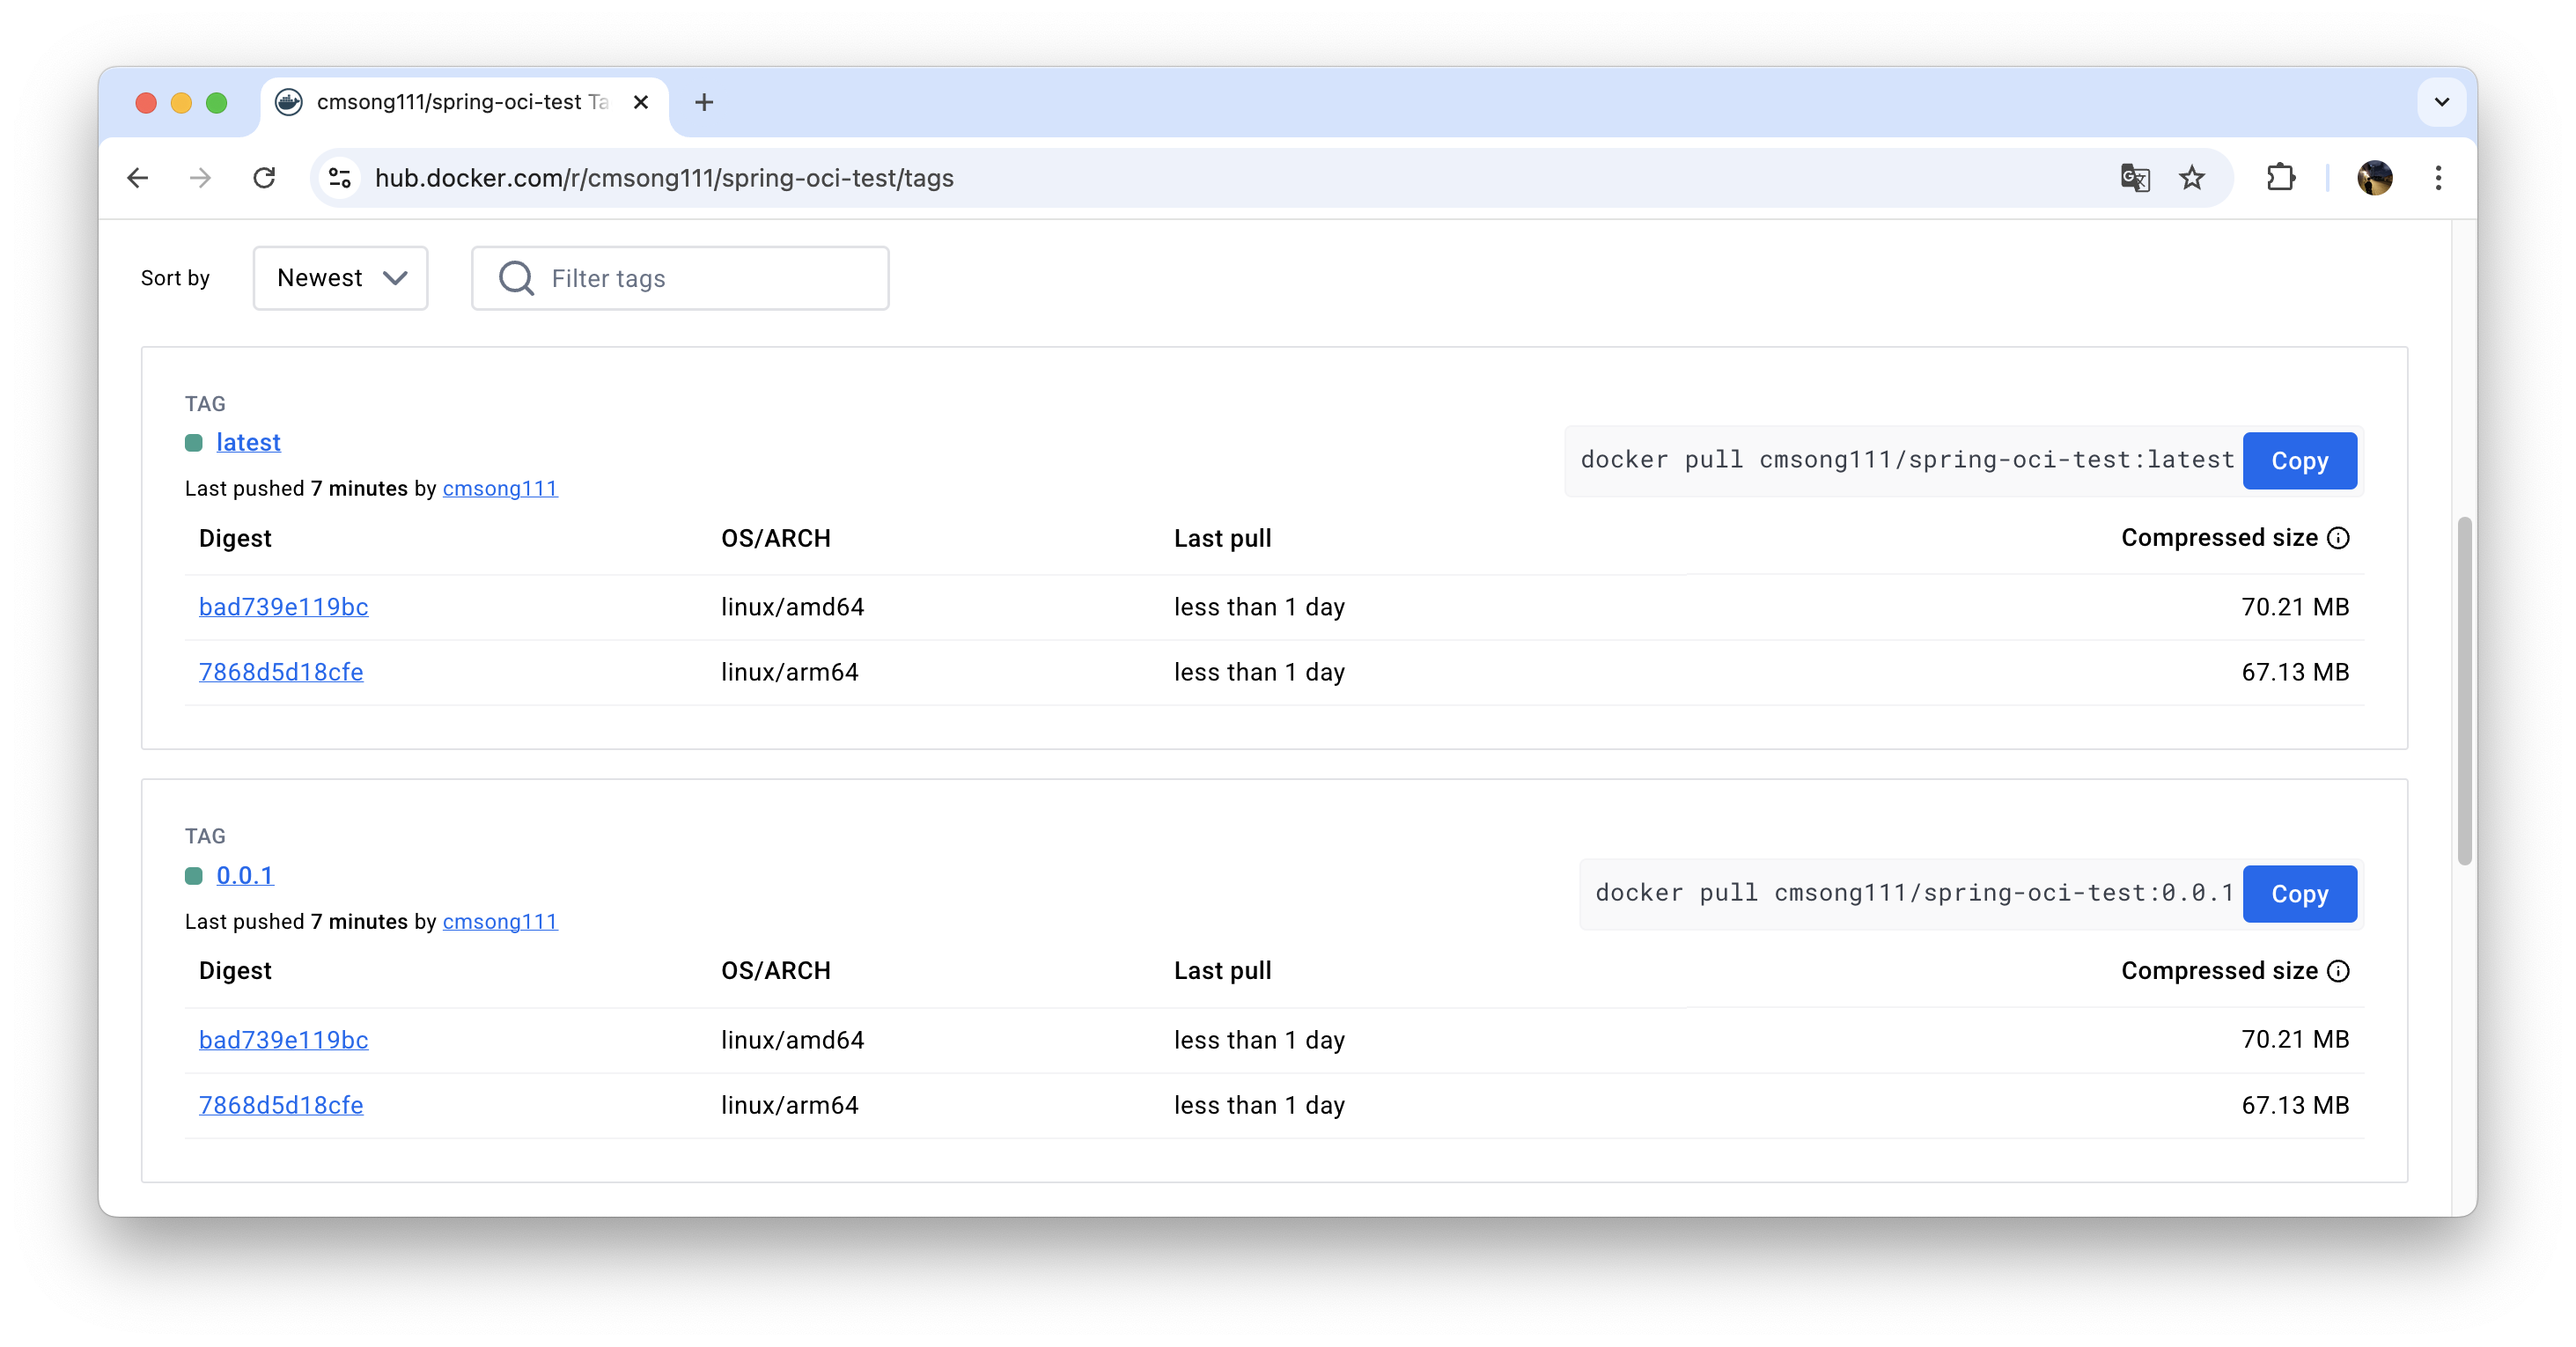 cmsong111/spring-oci-test Ta
hub.docker.com/r/cmsong111/spring-oci-test/tags
Sort by
Newest
Filter tags
TAG
latest
docker pull cmsong111/spring-oci-test:latest
Copy
Last pushed 7 minutes by cmsong111
Digest OS/ARCH Last pull Compressed size
bad739e119bc linux/amd64 less than 1 day 70.21 MB
7868d5d18cfe linux/arm64 less than 1 day 67.13 MB
TAG
0.0.1
docker pull cmsong111/spring-oci-test:0.0.1
Copy
Last pushed 7 minutes by cmsong111
Digest OS/ARCH Last pull Compressed size
bad739e119bc linux/amd64 less than 1 day 70.21 MB
7868d5d18cfe linux/arm64 less than 1 day 67.13 MB